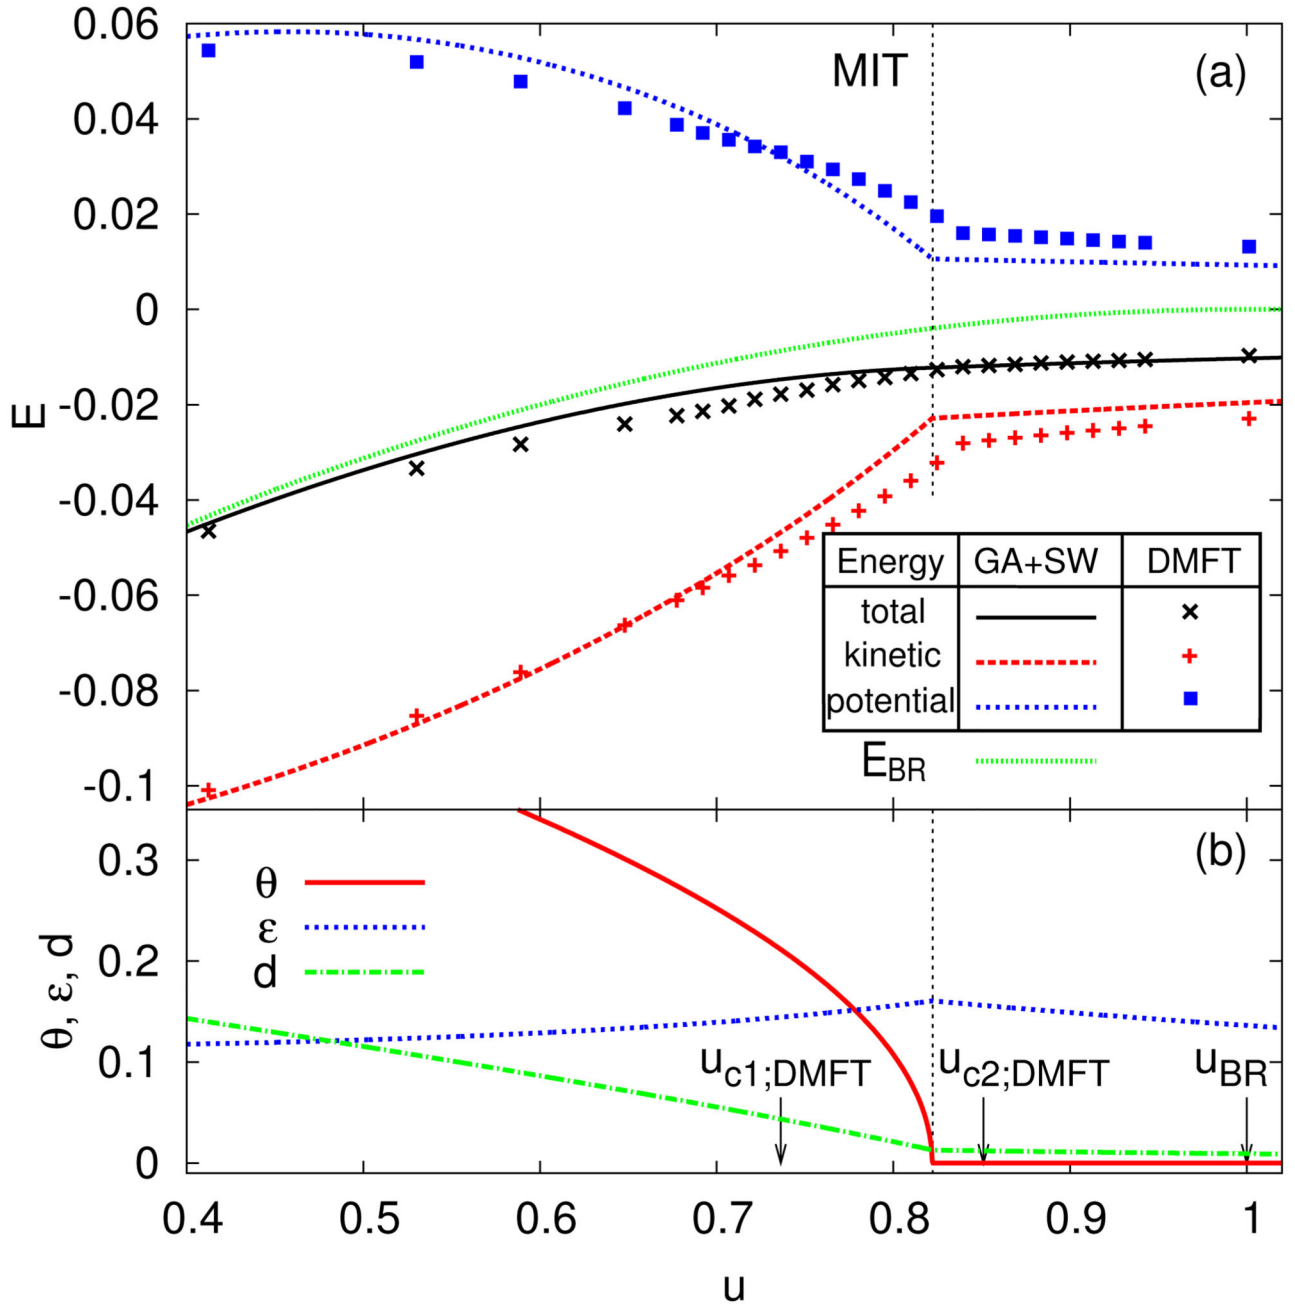 0.06
MIT
(a)
0.04
0.02
0
E
-0.02
-0.04
-0.06
-0.08
-0.1
Energy GA+SW DMFT
total
kinetic
potential
E_BR
(b)
0.3
θ
ε
d
θ, ε, d
0.2
0.1
0
u_c1;DMFT u_c2;DMFT u_BR
0.4 0.5 0.6 0.7 0.8 0.9 1
u